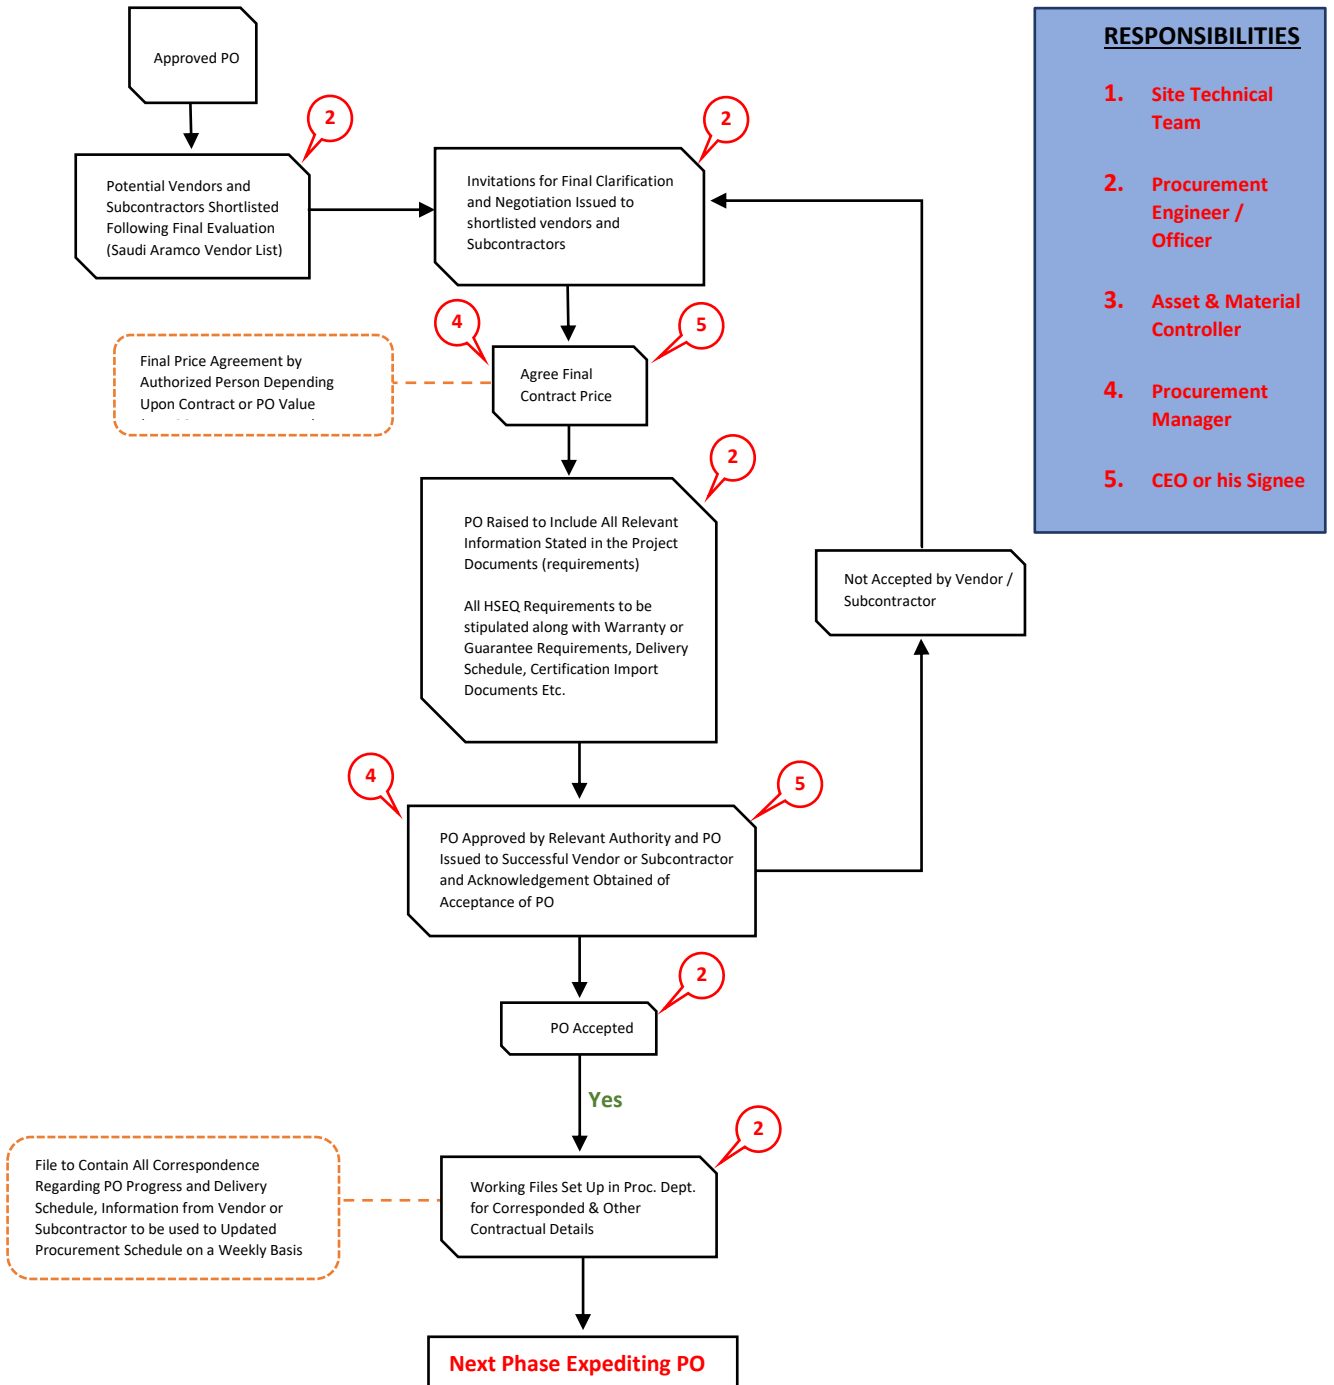 Approved PO
2
Potential Vendors and
Subcontractors Shortlisted
Following Final Evaluation
(Saudi Aramco Vendor List)
2
Invitations for Final Clarification
and Negotiation Issued to
shortlisted vendors and
Subcontractors
4
5
Final Price Agreement by
Authorized Person Depending
Upon Contract or PO Value
Agree Final
Contract Price
2
PO Raised to Include All Relevant
Information Stated in the Project
Documents (requirements)
All HSEQ Requirements to be
stipulated along with Warranty or
Guarantee Requirements, Delivery
Schedule, Certification Import
Documents Etc.
Not Accepted by Vendor /
Subcontractor
4
5
PO Approved by Relevant Authority and PO
Issued to Successful Vendor or Subcontractor
and Acknowledgement Obtained of
Acceptance of PO
2
PO Accepted
Yes
2
File to Contain All Correspondence
Regarding PO Progress and Delivery
Schedule, Information from Vendor or
Subcontractor to be used to Updated
Procurement Schedule on a Weekly Basis
Working Files Set Up in Proc. Dept.
for Corresponded & Other
Contractual Details
Next Phase Expediting PO
RESPONSIBILITIES
1. Site Technical
Team
2. Procurement
Engineer /
Officer
3. Asset & Material
Controller
4. Procurement
Manager
5. CEO or his Signee